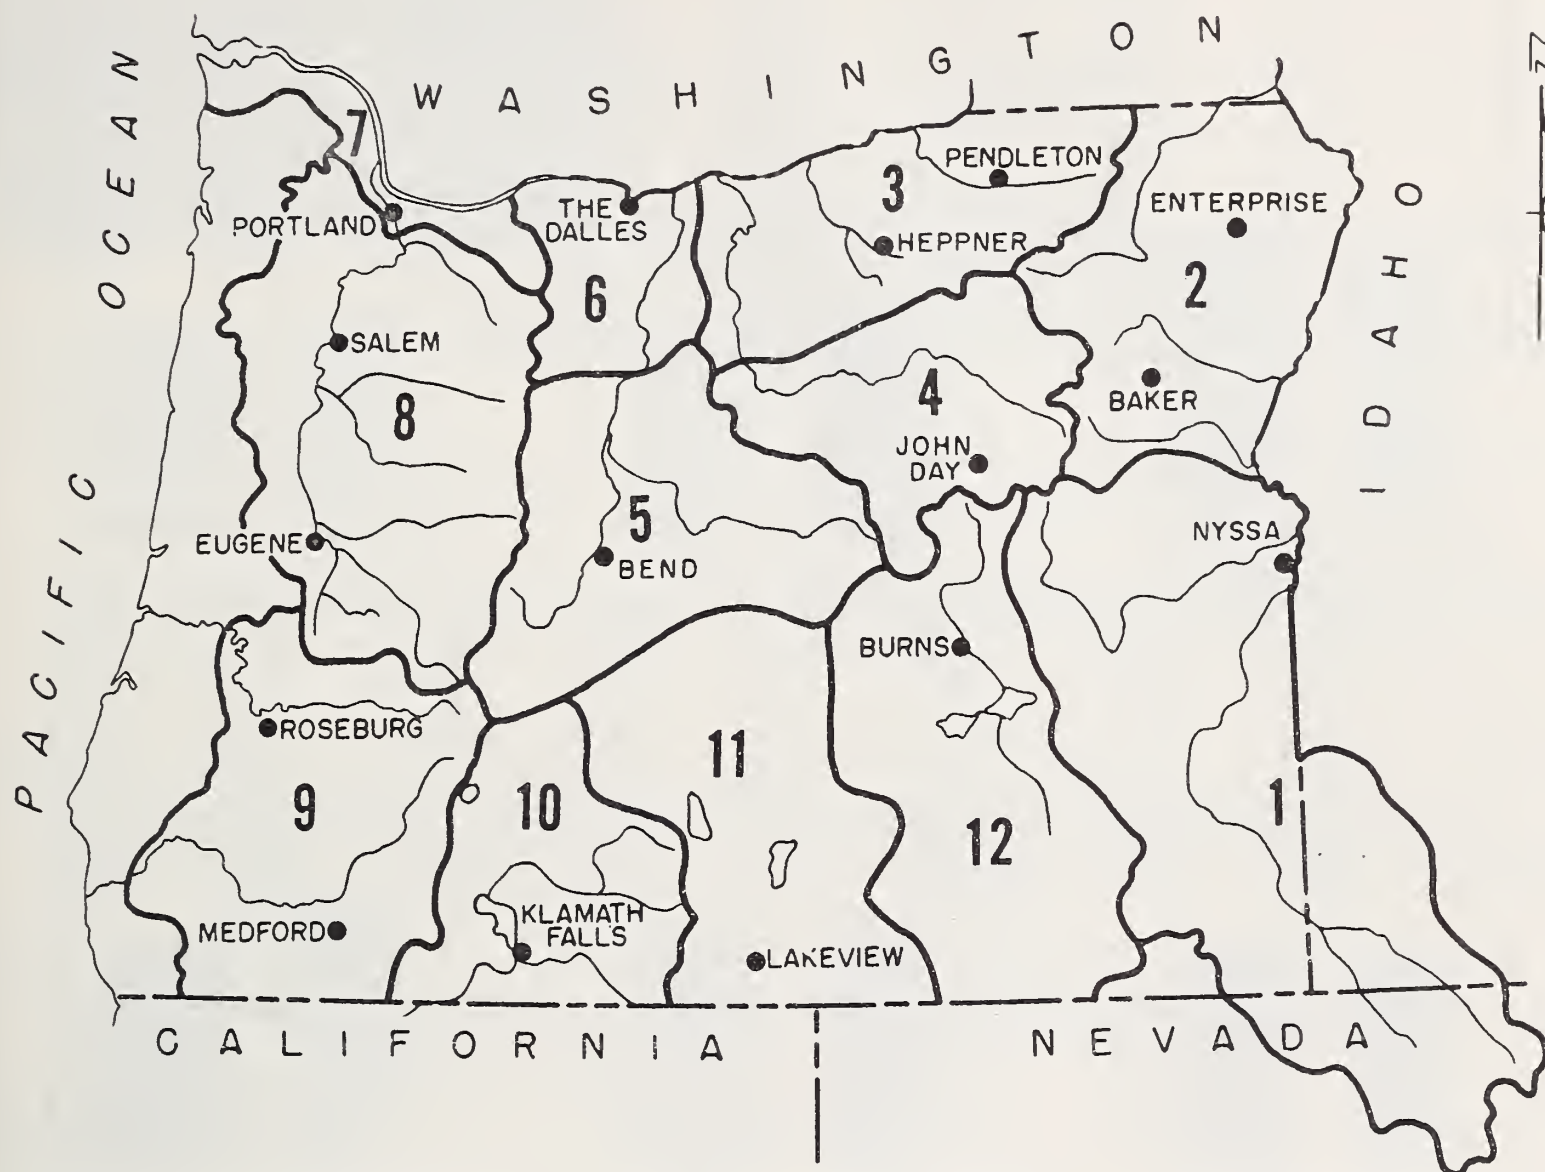 WASHINGTON
PACIFIC OCEAN
IDAHO
7
3
PENDLETON
ENTERPRISE
THE
DALLES
PORTLAND
HEPPNER
6
2
SALEM
8
4
BAKER
JOHN
DAY
5
NYSSA
EUGENE
BEND
BURNS
ROSEBURG
11
9
10
12
1
KLAMATH
FALLS
MEDFORD
LAKEVIEW
CALIFORNIA
NEVADA